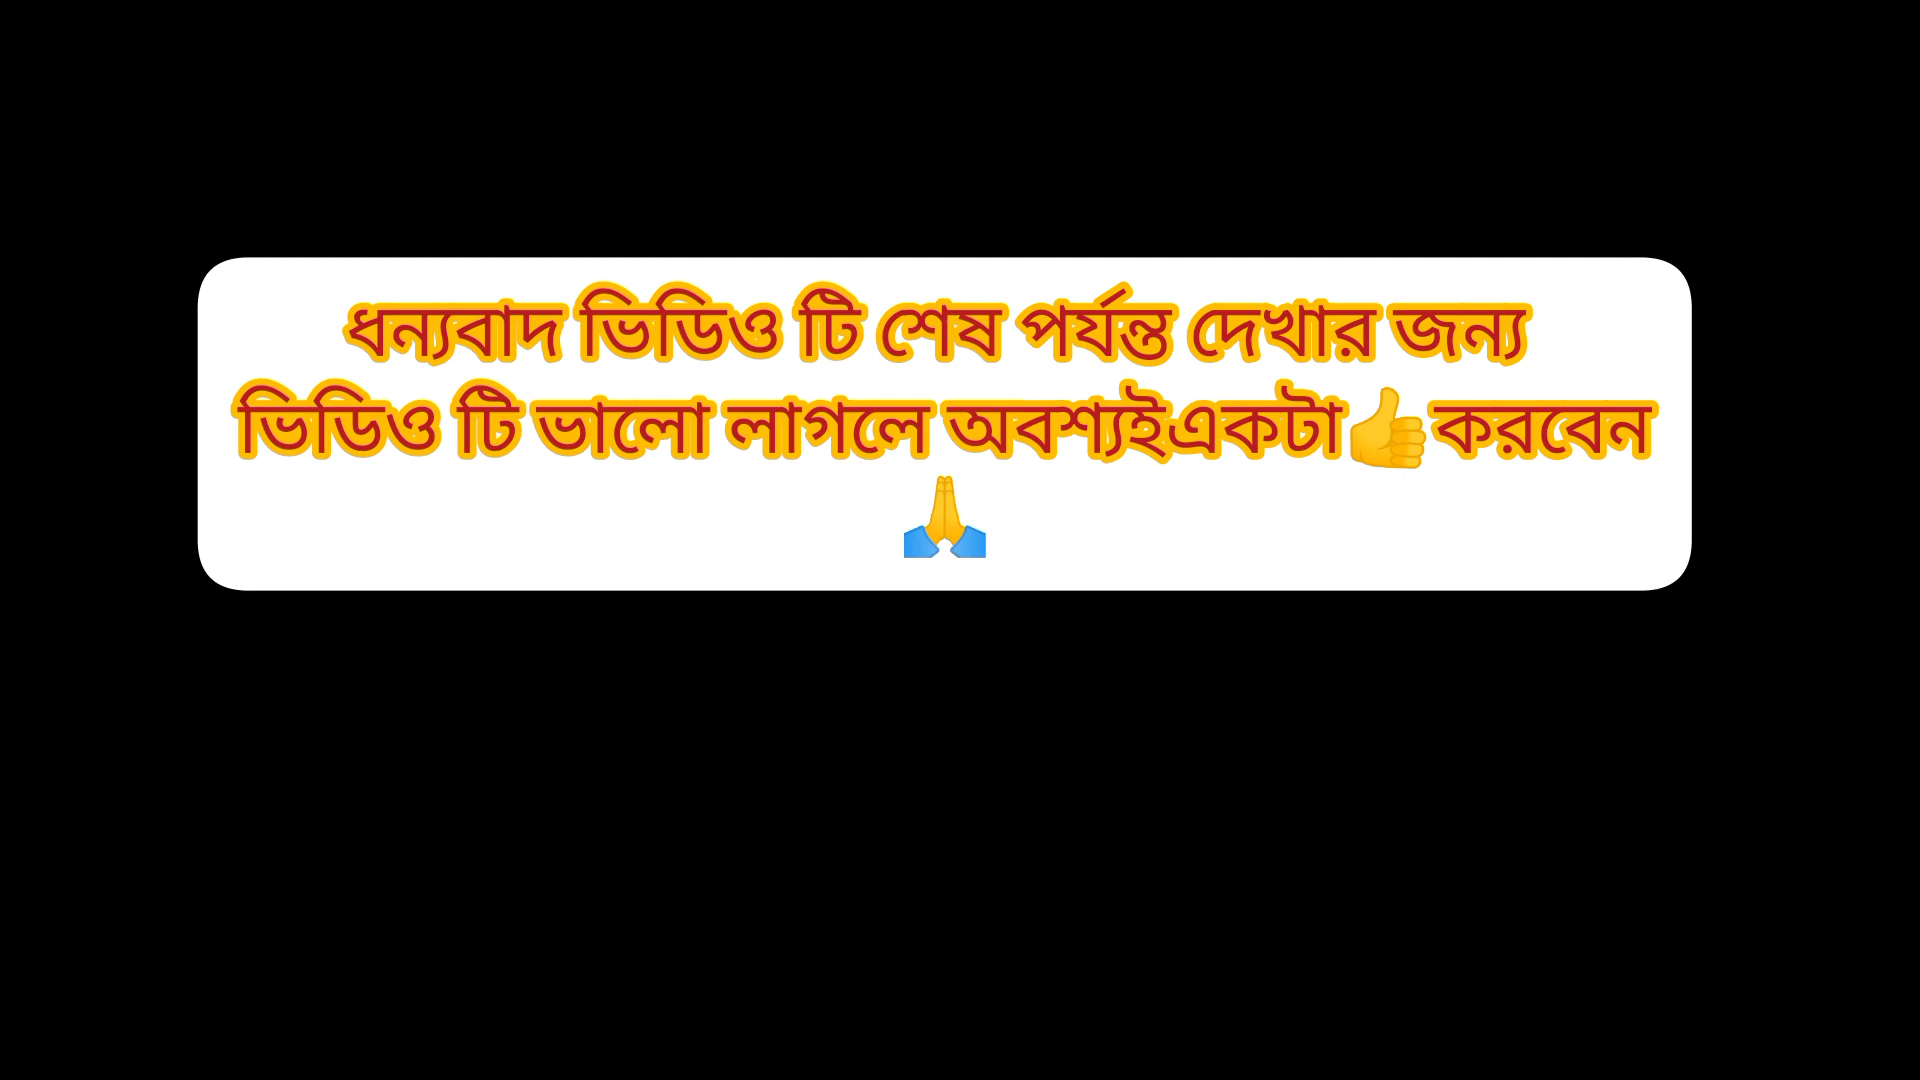 ধন্যবাদ ভিডিও টি শেষ পর্যন্ত দেখার জন্য
ভিডিও টি ভালো লাগলে অবশ্যইএকটা👍করবেন
🙏